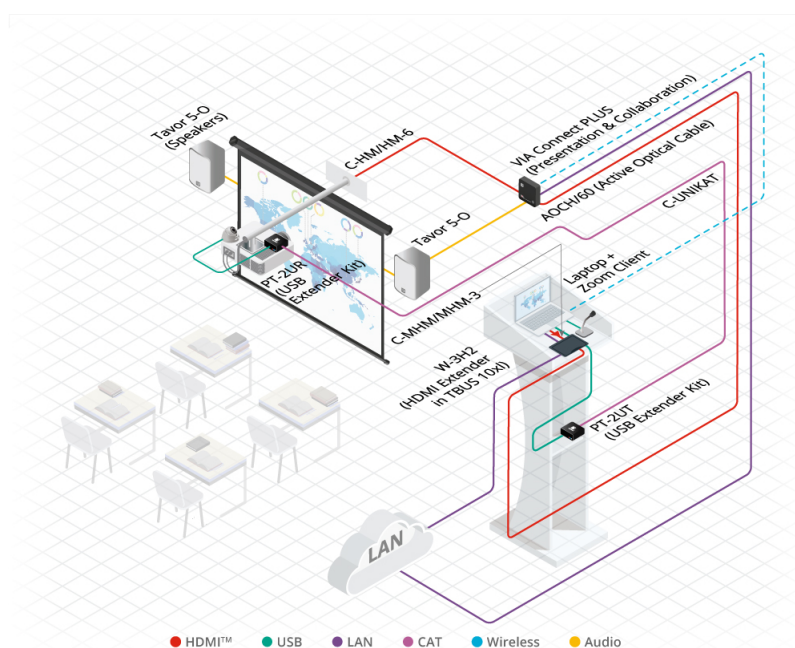 Tavor 5-O
(Speakers)
C-HM/HM-6
VIA Connect PLUS
(Presentation & Collaboration)
AOCH/60 (Active Optical Cable)
C-UNIKAT
Tavor 5-O
PT-2UR
(USB
Extender Kit)
Laptop +
Zoom Client
C-MHM/MHM-3
W-3H2
(HDMI Extender
in TBUS 10xl)
PT-2UT
(USB Extender Kit)
LAN
HDMI™
USB
LAN
CAT
Wireless
Audio